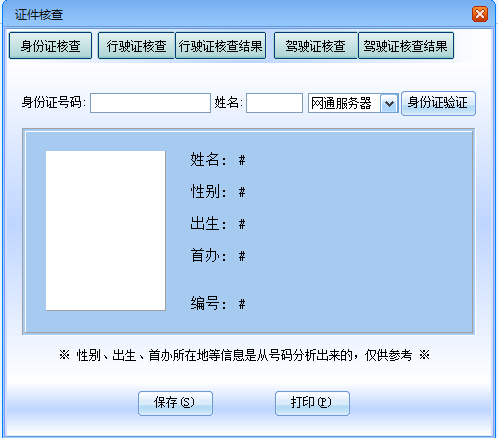 证件核查
身份证核查 行驶证核查 行驶证核查结果 驾驶证核查 驾驶证核查结果
身份证号码: 姓名: 网通服务器 身份证验证
姓名: #
性别: #
出生: #
首办: #
编号: #
※ 性别、出生、首办所在地等信息是从号码分析出来的，仅供参考 ※
保存(S) 打印(P)